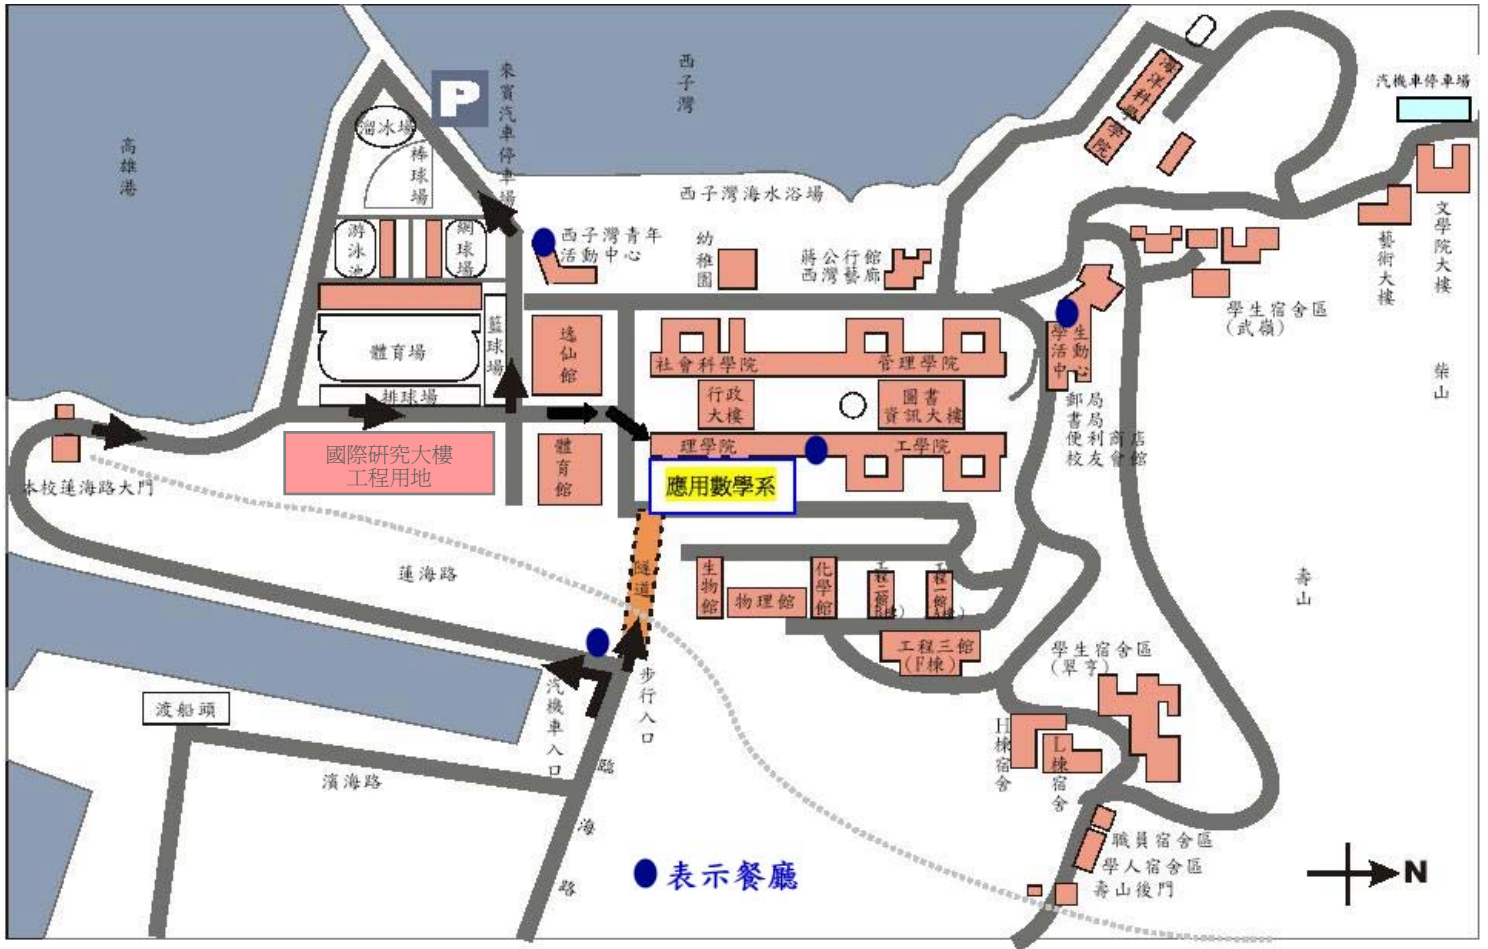 高雄港
西子灣
來賓汽車停車場
P
溜冰場
棒球場
游泳池
網球場
西子灣青年
活動中心
西子灣海水浴場
幼稚園
蔣公行館
西灣藝廊
海洋科學學院
汽機車停車場
文學院大樓
藝術大樓
學生宿舍區
(武嶺)
柴山
體育場
籃球場
排球場
逸仙館
社會科學院
管理學院
行政
大樓
圖書
資訊大樓
學生
活動
中心
郵局
書局
便利商店
校友會館
體育館
理學院
工學院
應用數學系
國際研究大樓
工程用地
本校蓮海路大門
蓮海路
隧道
生物館
物理館
化學館
工程三館
(F棟)
壽山
學生宿舍區
(翠亨)
H棟宿舍
L棟宿舍
渡船頭
濱海路
汽機車入口
步行入口
臨海路
職員宿舍區
學人宿舍區
壽山後門
表示餐廳
N